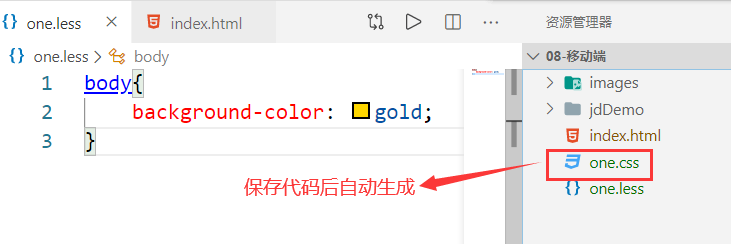 one.less
index.html
one.less > body
1 body{
2 background-color: gold;
3 }
保存代码后自动生成
资源管理器
08-移动端
images
jdDemo
index.html
one.css
one.less